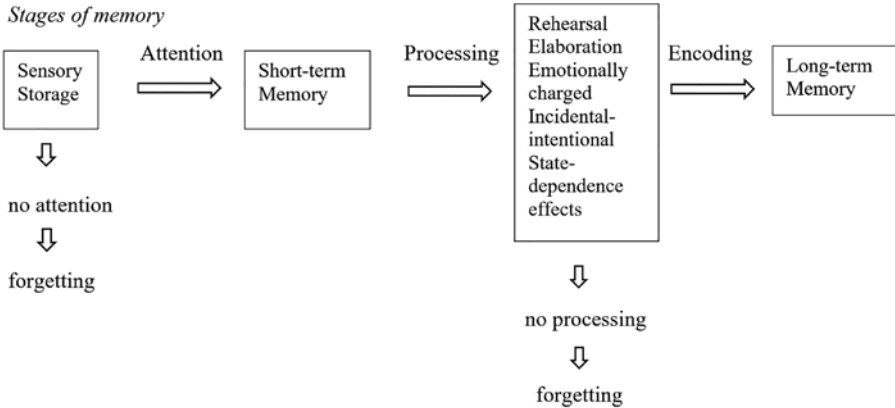 Stages of memory
Sensory
Storage
Attention
Short-term
Memory
Processing
Rehearsal
Elaboration
Emotionally
charged
Incidental-
intentional
State-
dependence
effects
Encoding
Long-term
Memory
no attention
forgetting
no processing
forgetting